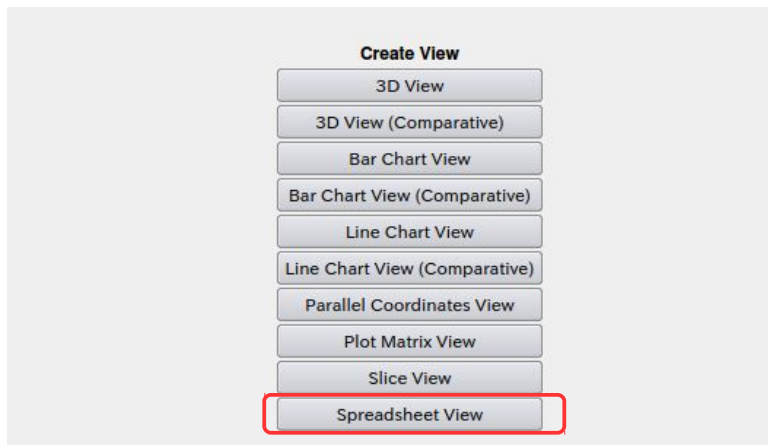 Create View
3D View
3D View (Comparative)
Bar Chart View
Bar Chart View (Comparative)
Line Chart View
Line Chart View (Comparative)
Parallel Coordinates View
Plot Matrix View
Slice View
Spreadsheet View